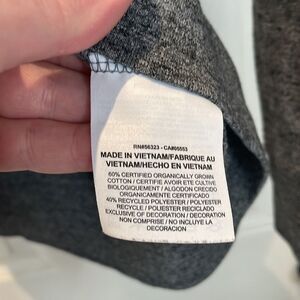 RN#56323 - CA#05553
MADE IN VIETNAM/FABRIQUE AU
VIETNAM/HECHO EN VIETNAM
60% CERTIFIED ORGANICALLY GROWN
COTTON / CERTIFIE AVOIR ETE CULTIVE
BIOLOGIQUEMENT / ALGODON CRECIDO
ORGANICAMENTE CERTIFICADO
40% RECYCLED POLYESTER / POLYESTER
RECYCLE / POLIESTER RECICLADO
EXCLUSIVE OF DECORATION / DECORATION
NON COMPRISE / NO INCLUYE LA
DECORACION